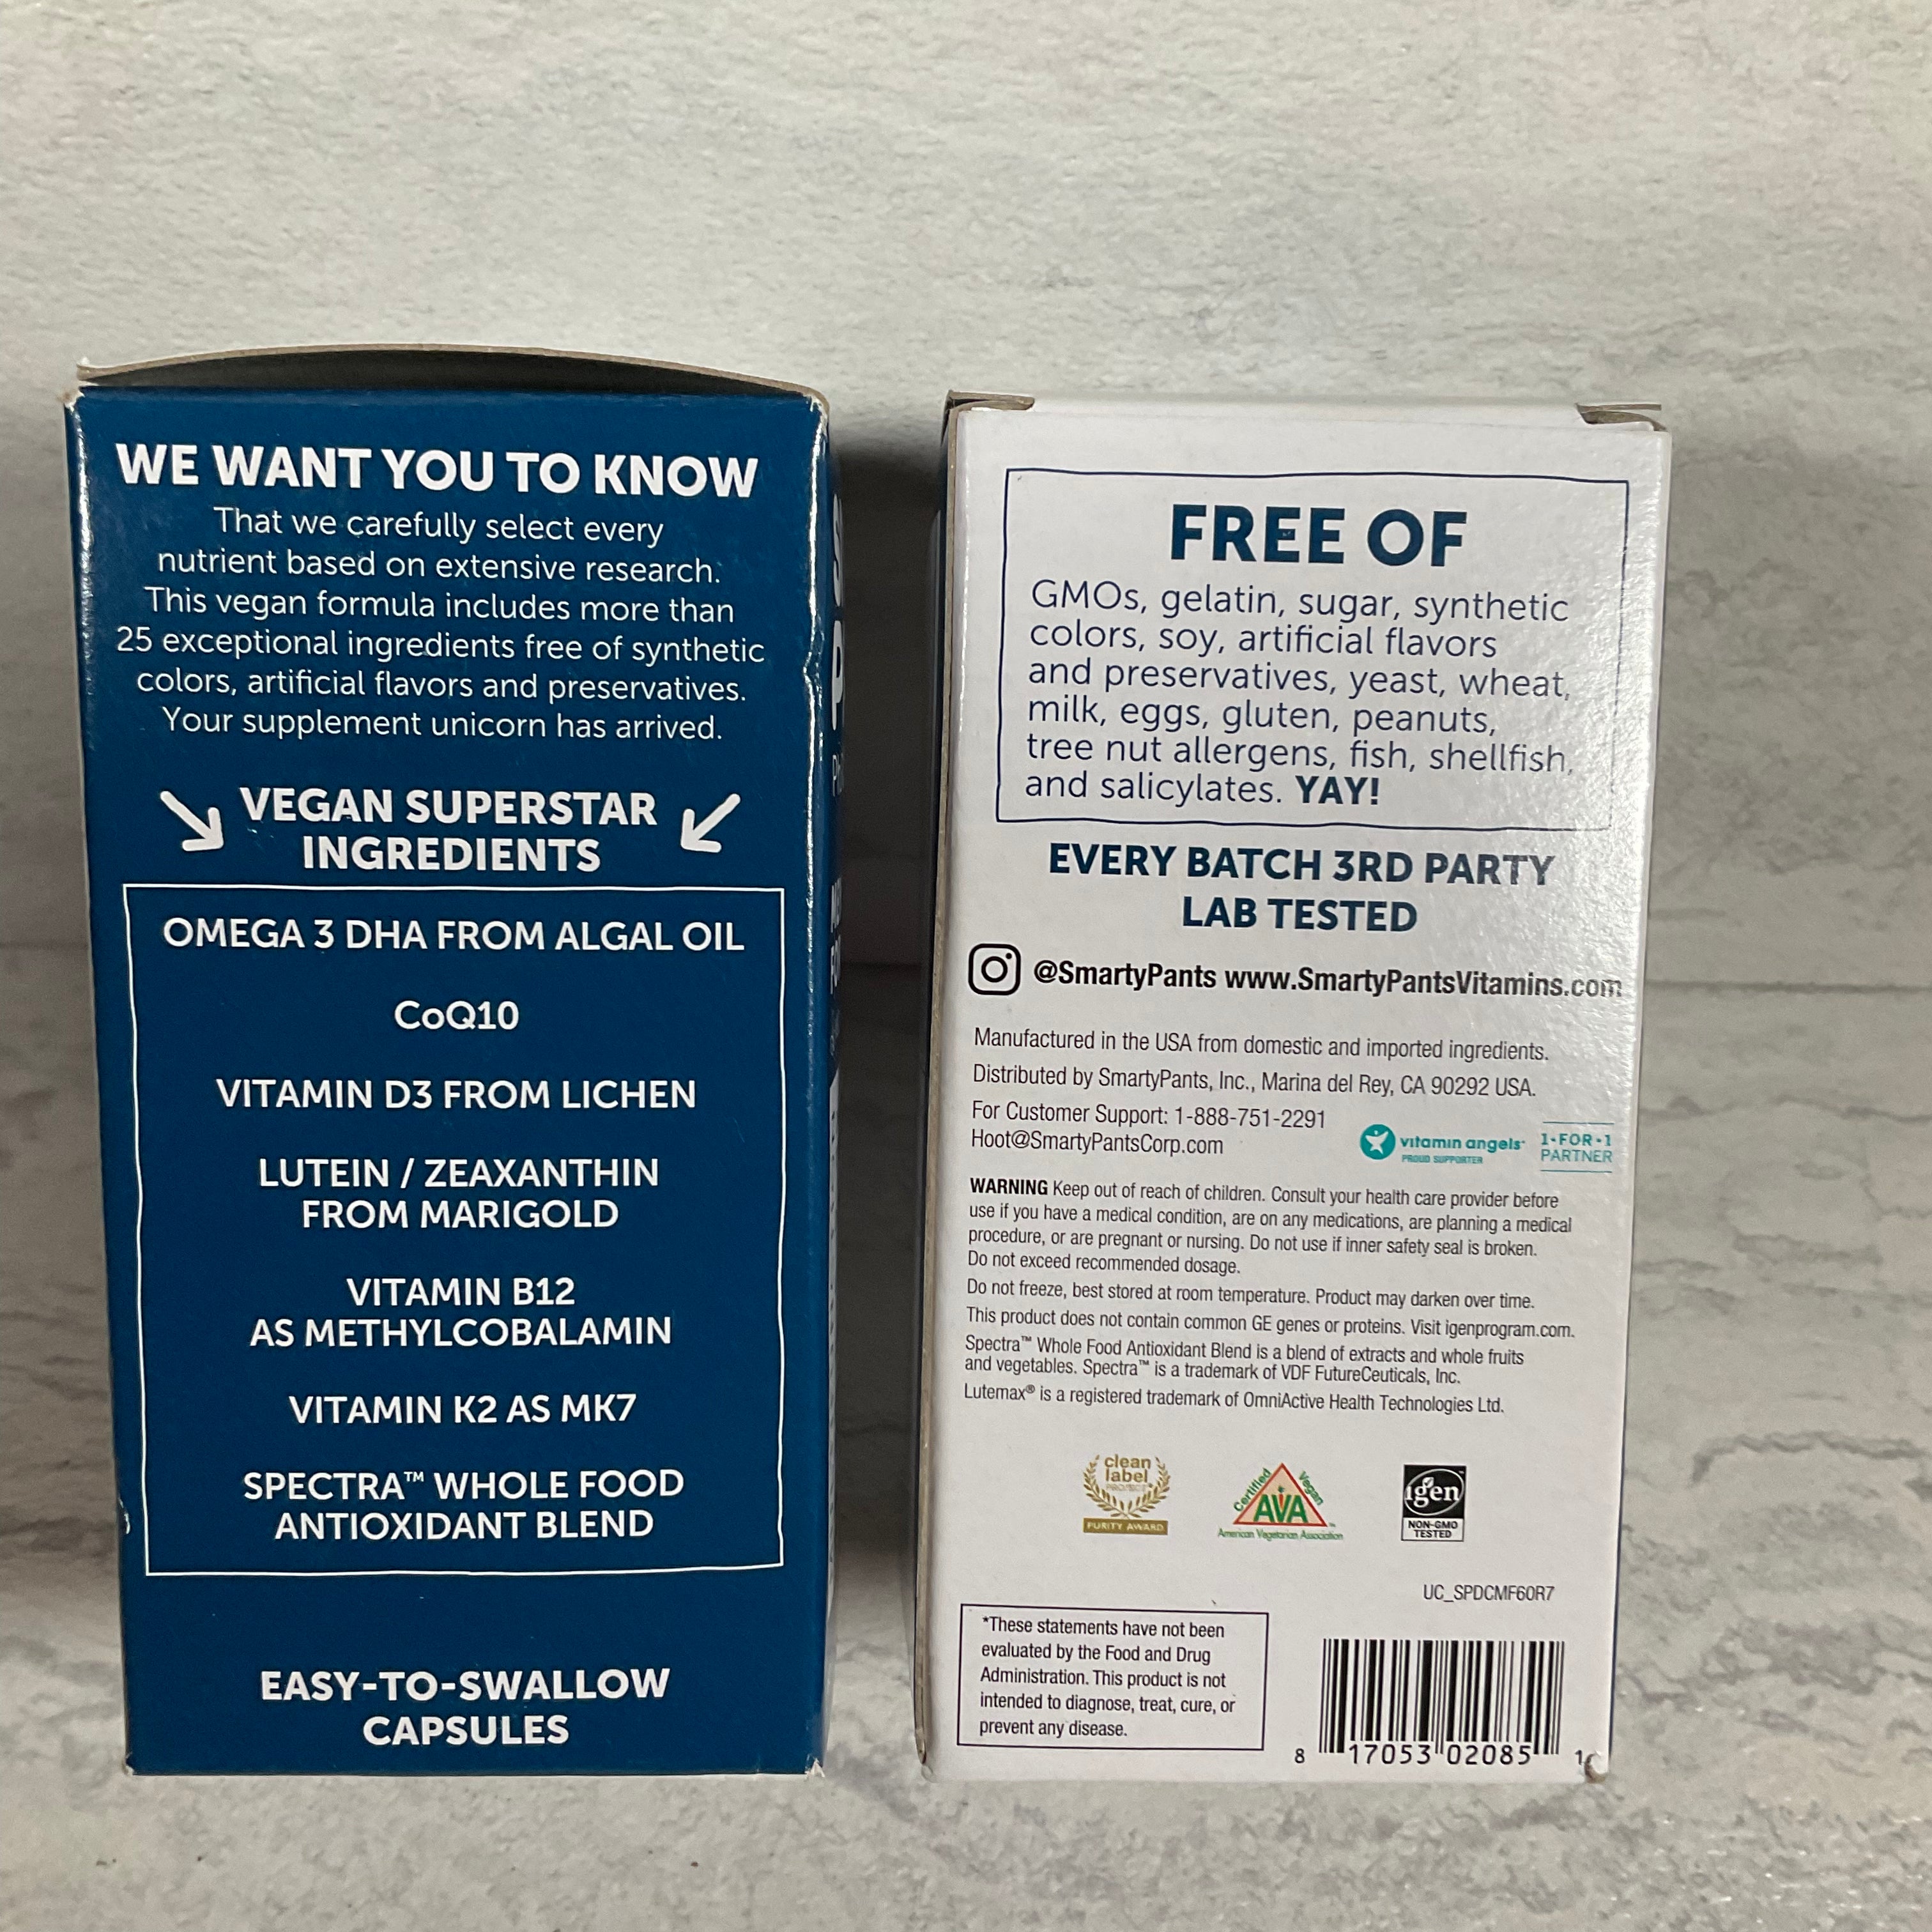 WE WANT YOU TO KNOW
That we carefully select every
nutrient based on extensive research.
This vegan formula includes more than
25 exceptional ingredients free of synthetic
colors, artificial flavors and preservatives.
Your supplement unicorn has arrived.
VEGAN SUPERSTAR
INGREDIENTS
OMEGA 3 DHA FROM ALGAL OIL
CoQ10
VITAMIN D3 FROM LICHEN
LUTEIN / ZEAXANTHIN
FROM MARIGOLD
VITAMIN B12
AS METHYLCOBALAMIN
VITAMIN K2 AS MK7
SPECTRA™ WHOLE FOOD
ANTIOXIDANT BLEND
EASY-TO-SWALLOW
CAPSULES
FREE OF
GMOs, gelatin, sugar, synthetic
colors, soy, artificial flavors
and preservatives, yeast, wheat,
milk, eggs, gluten, peanuts,
tree nut allergens, fish, shellfish,
and salicylates. YAY!
EVERY BATCH 3RD PARTY
LAB TESTED
@SmartyPants www.SmartyPantsVitamins.com
Manufactured in the USA from domestic and imported ingredients.
Distributed by SmartyPants, Inc., Marina del Rey, CA 90292 USA.
For Customer Support: 1-888-751-2291
Hoot@SmartyPantsCorp.com
vitamin angels
PROUD SUPPORTER
1-FOR-1
PARTNER
WARNING Keep out of reach of children. Consult your health care provider before
use if you have a medical condition, are on any medications, are planning a medical
procedure, or are pregnant or nursing. Do not use if inner safety seal is broken.
Do not exceed recommended dosage.
Do not freeze, best stored at room temperature. Product may darken over time.
This product does not contain common GE genes or proteins. Visit igenprogram.com.
Spectra™ Whole Food Antioxidant Blend is a blend of extracts and whole fruits
and vegetables. Spectra™ is a trademark of VDF FutureCeuticals, Inc.
Lutemax® is a registered trademark of OmniActive Health Technologies Ltd.
clean
label
PROJECT
PURITY AWARD
Certified Vegan
AVA
American Vegetarian Association
igen
NON-GMO
TESTED
UC_SPDCMF60R7
*These statements have not been
evaluated by the Food and Drug
Administration. This product is not
intended to diagnose, treat, cure, or
prevent any disease.
8 17053 02085